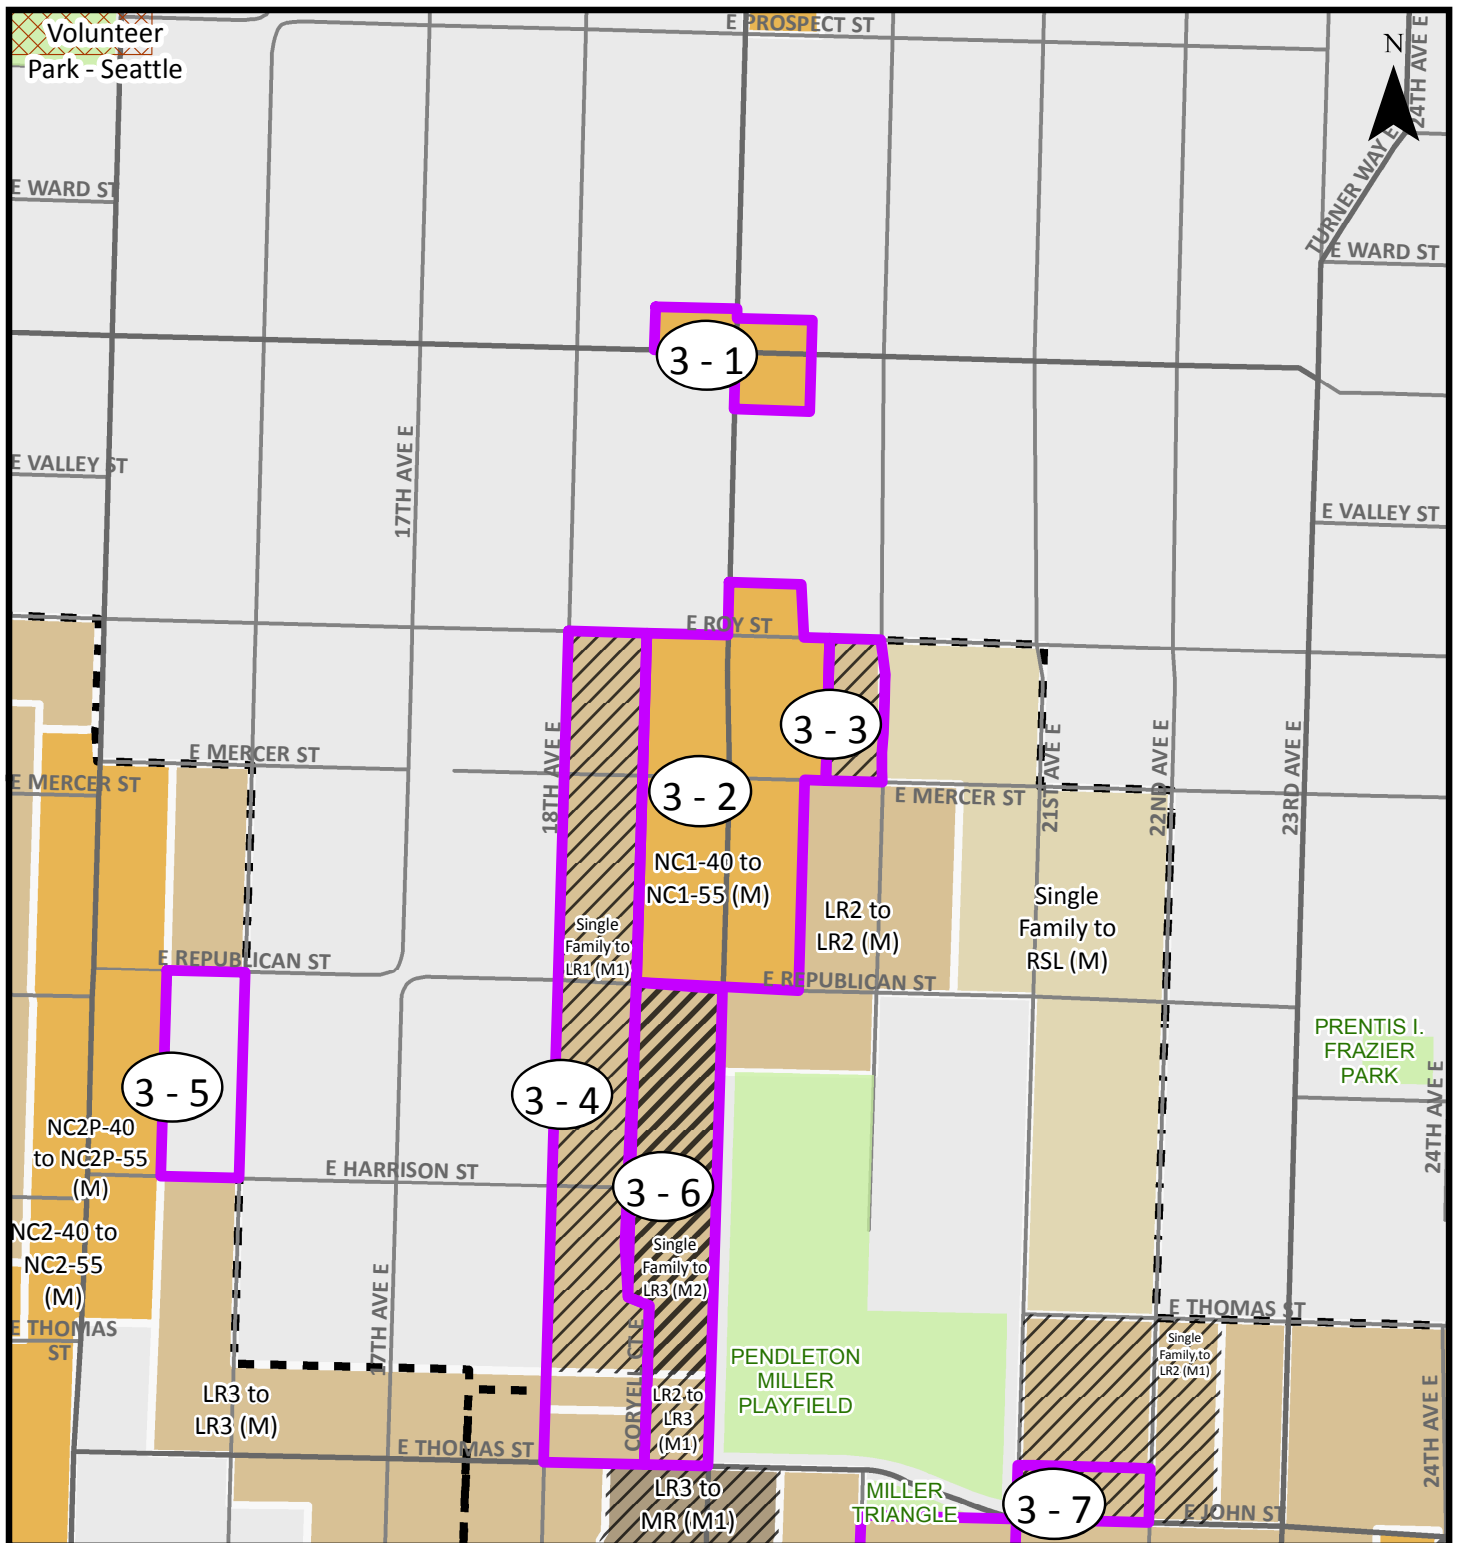 E PROSPECT ST
Volunteer
Park - Seattle
N
24TH AVE E
TURNER WAY E
E WARD ST
E WARD ST
3 - 1
17TH AVE E
E VALLEY ST
E VALLEY ST
E ROY ST
3 - 3
E MERCER ST
E MERCER ST
18TH AVE E
3 - 2
E MERCER ST
21ST AVE E
22ND AVE E
23RD AVE E
NC1-40 to
NC1-55 (M)
LR2 to
LR2 (M)
Single
Family to
RSL (M)
Single
Family to
LR1 (M1)
E REPUBLICAN ST
E REPUBLICAN ST
PRENTIS I.
FRAZIER
PARK
3 - 5
3 - 4
24TH AVE E
NC2P-40
to NC2P-55
(M)
E HARRISON ST
3 - 6
NC2-40 to
NC2-55
(M)
Single
Family to
LR3 (M2)
17TH AVE E
E THOMAS
ST
E THOMAS ST
Single
Family to
LR2 (M1)
CORYELL CT E
PENDLETON
MILLER
PLAYFIELD
LR3 to
LR3 (M)
LR2 to
LR3
(M1)
E THOMAS ST
24TH AVE E
LR3 to
MR (M1)
MILLER
TRIANGLE
3 - 7
E JOHN ST